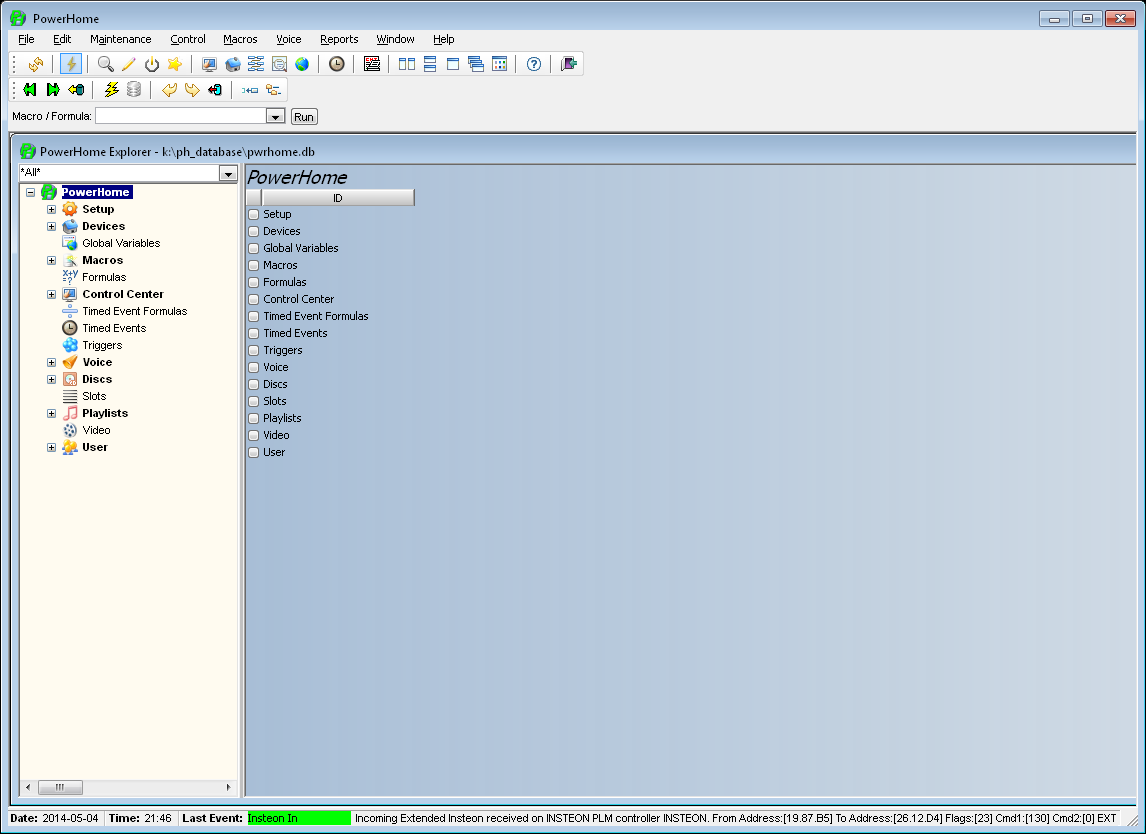 PowerHome
File Edit Maintenance Control Macros Voice Reports Window Help
Macro / Formula: Run
PowerHome Explorer - k:\ph_database\pwrhome.db
*All*
PowerHome
Setup
Devices
Global Variables
Macros
Formulas
Control Center
Timed Event Formulas
Timed Events
Triggers
Voice
Discs
Slots
Playlists
Video
User
PowerHome
ID
Setup
Devices
Global Variables
Macros
Formulas
Control Center
Timed Event Formulas
Timed Events
Triggers
Voice
Discs
Slots
Playlists
Video
User
Date: 2014-05-04 Time: 21:46 Last Event: Insteon In Incoming Extended Insteon received on INSTEON PLM controller INSTEON. From Address:[19.87.B5] To Address:[26.12.D4] Flags:[23] Cmd1:[130] Cmd2:[0] EXT